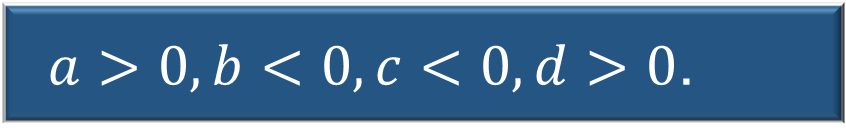 a > 0, b < 0, c < 0, d > 0.